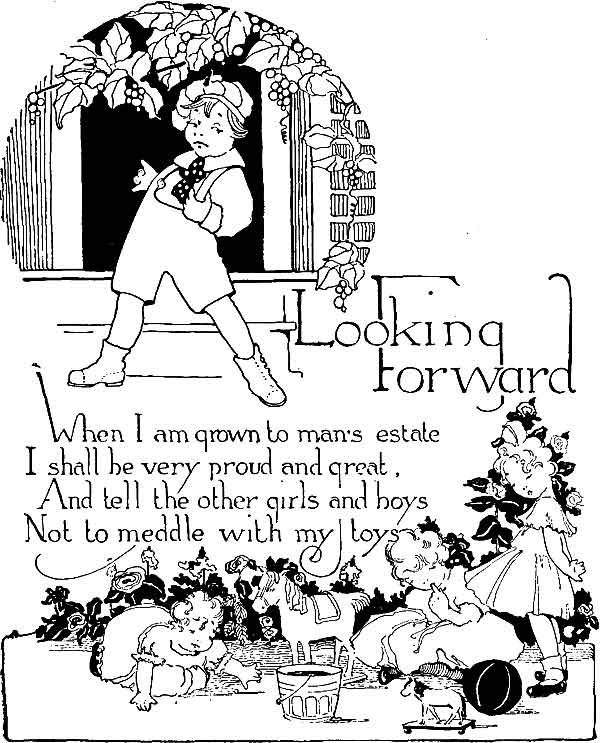 Looking
Forward
When I am grown to man's estate
I shall be very proud and great,
And tell the other girls and boys
Not to meddle with my toys